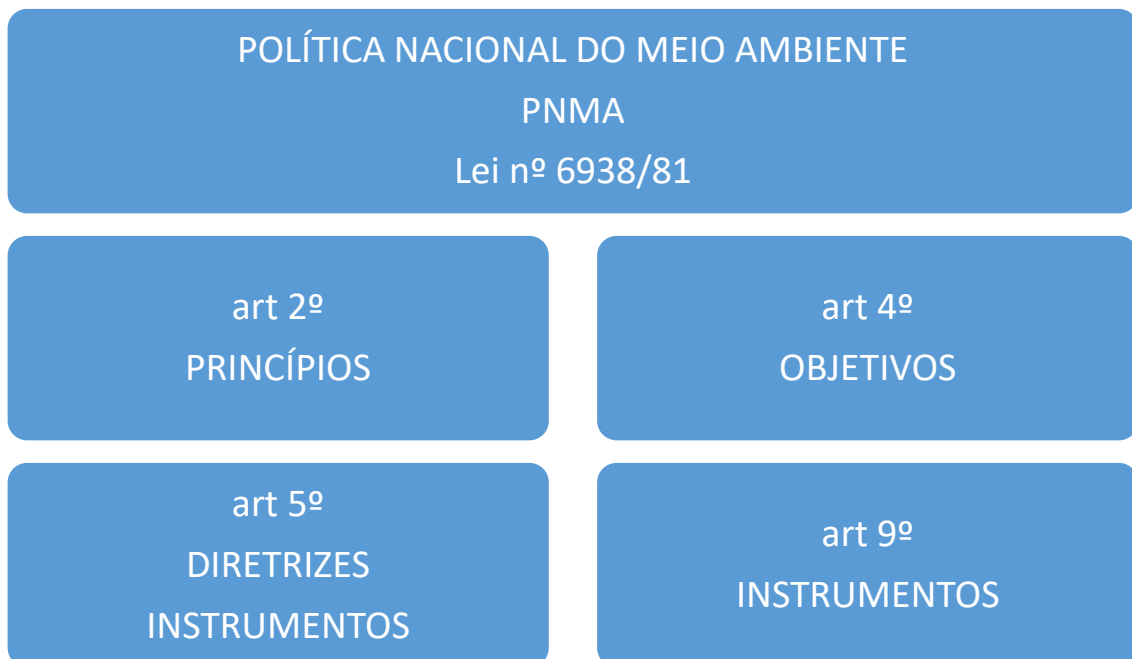 POLÍTICA NACIONAL DO MEIO AMBIENTE
PNMA
Lei nº 6938/81
art 2º
PRINCÍPIOS
art 4º
OBJETIVOS
art 5º
DIRETRIZES
INSTRUMENTOS
art 9º
INSTRUMENTOS